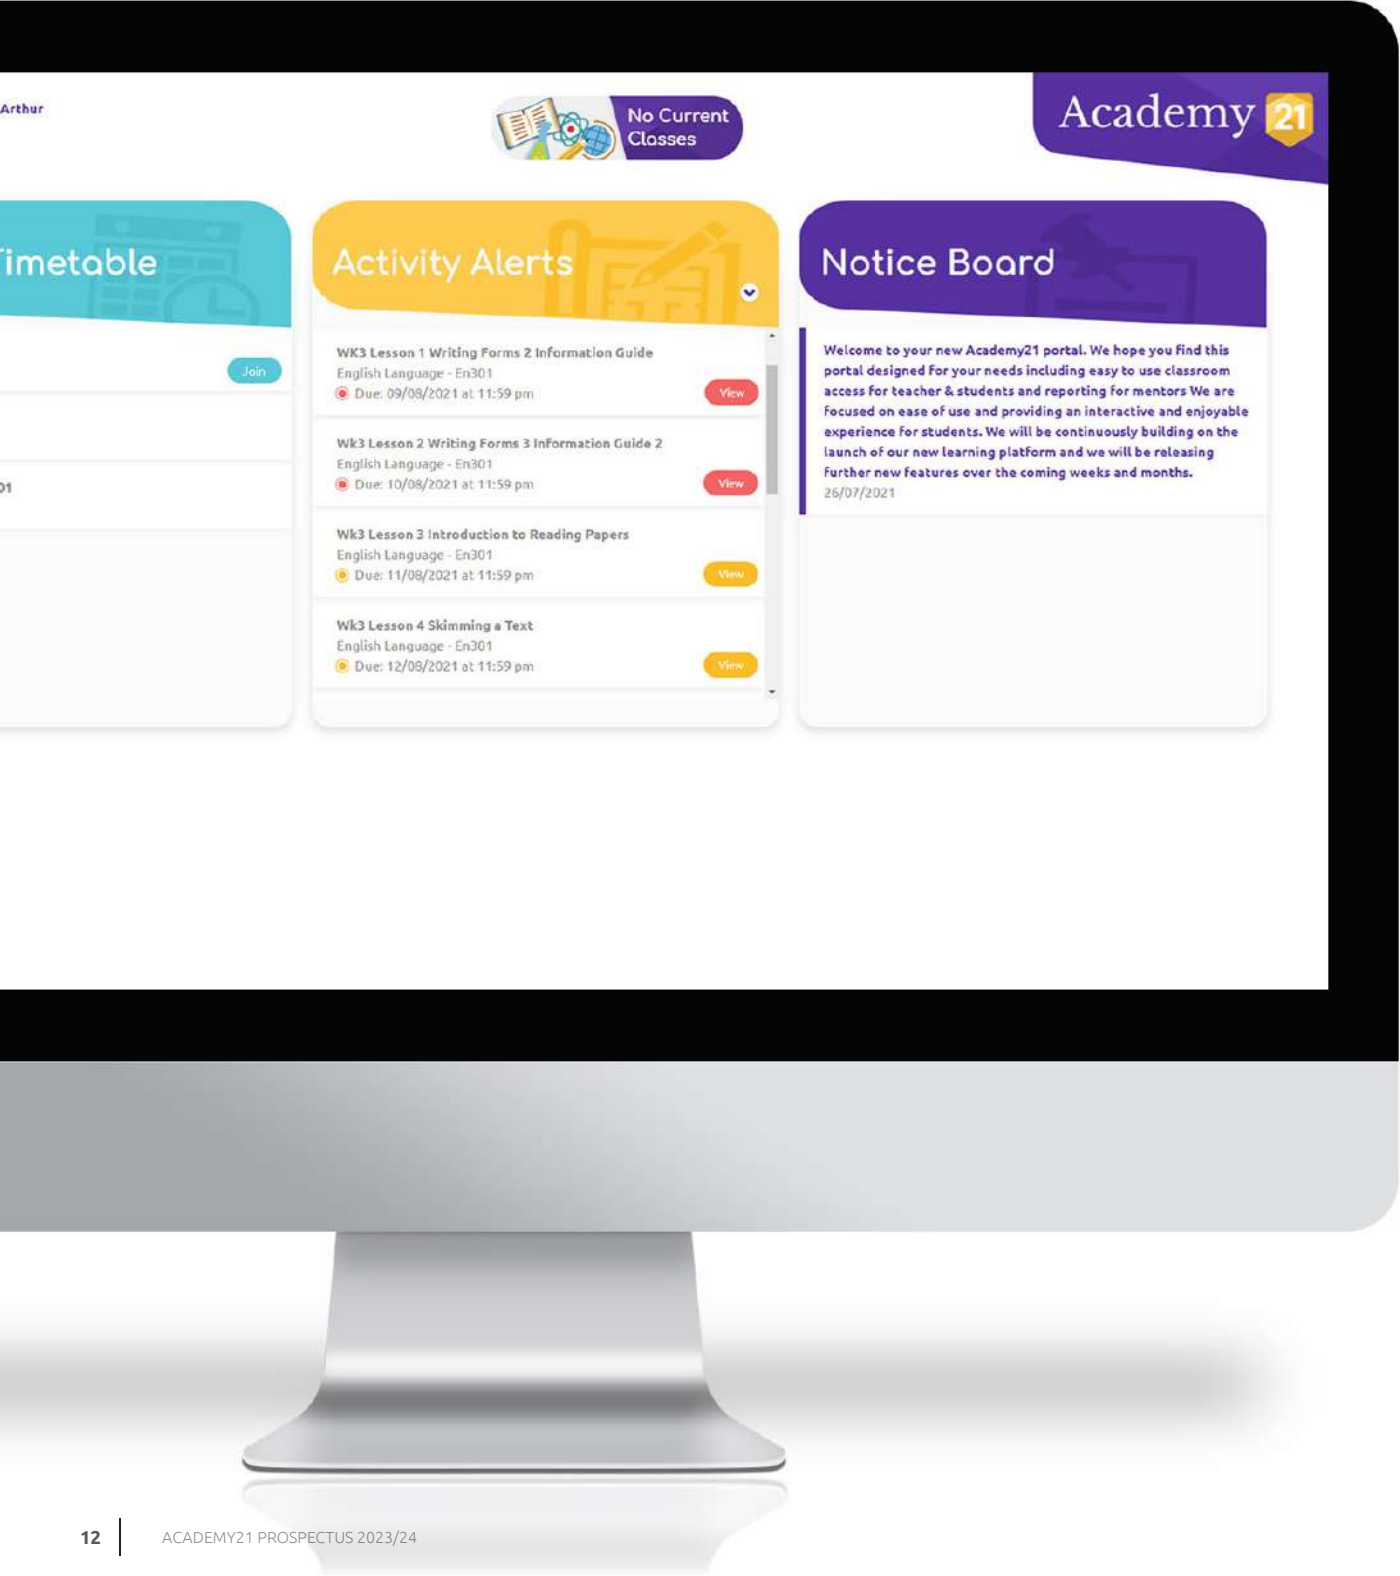 Arthur
No Current
Classes
Academy 21
Timetable
Join
01
Activity Alerts
WK3 Lesson 1 Writing Forms 2 Information Guide
English Language - En301
Due: 09/08/2021 at 11:59 pm
View
Wk3 Lesson 2 Writing Forms 3 Information Guide 2
English Language - En301
Due: 10/08/2021 at 11:59 pm
View
Wk3 Lesson 3 Introduction to Reading Papers
English Language - En301
Due: 11/08/2021 at 11:59 pm
View
Wk3 Lesson 4 Skimming a Text
English Language - En301
Due: 12/08/2021 at 11:59 pm
View
Notice Board
Welcome to your new Academy21 portal. We hope you find this
portal designed for your needs including easy to use classroom
access for teacher & students and reporting for mentors We are
focused on ease of use and providing an interactive and enjoyable
experience for students. We will be continuously building on the
launch of our new learning platform and we will be releasing
further new features over the coming weeks and months.
26/07/2021
12
ACADEMY21 PROSPECTUS 2023/24